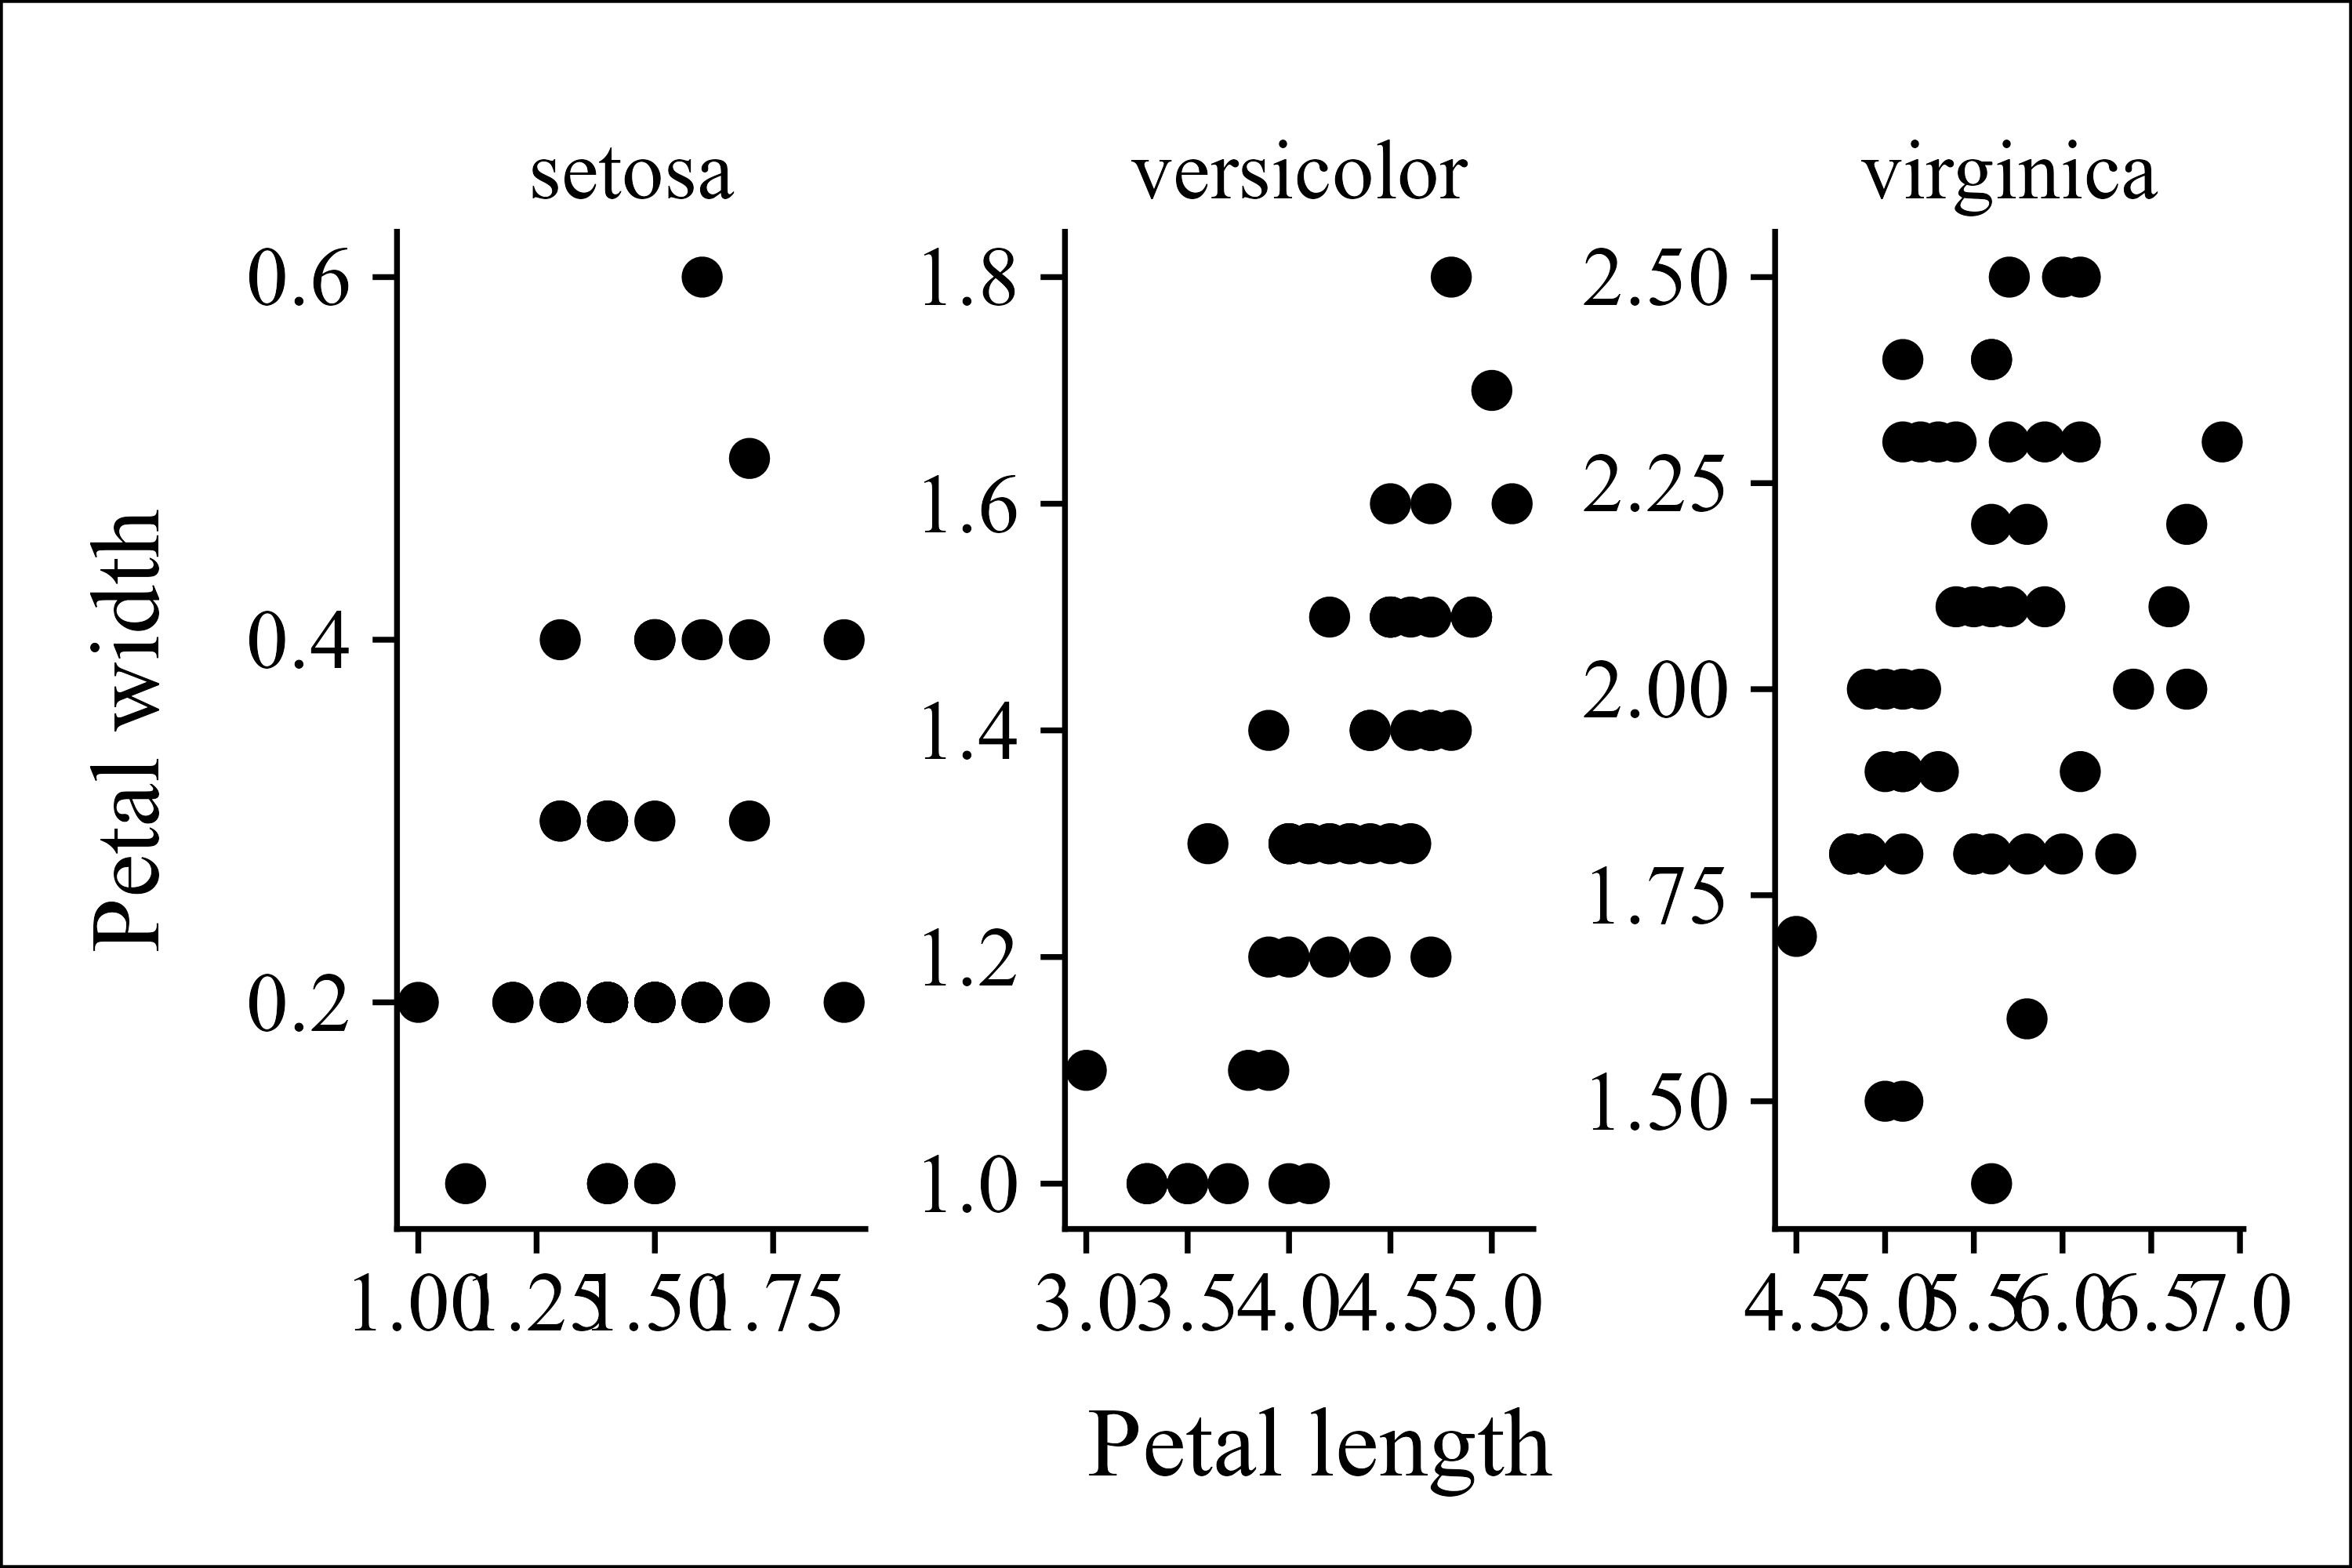 setosa versicolor virginica
Petal width
0.6
0.4
0.2
1.8
1.6
1.4
1.2
1.0
2.50
2.25
2.00
1.75
1.50
1.00 1.25 1.50 1.75
3.0 3.5 4.0 4.5 5.0
4.5 5.0 5.5 6.0 6.5 7.0
Petal length